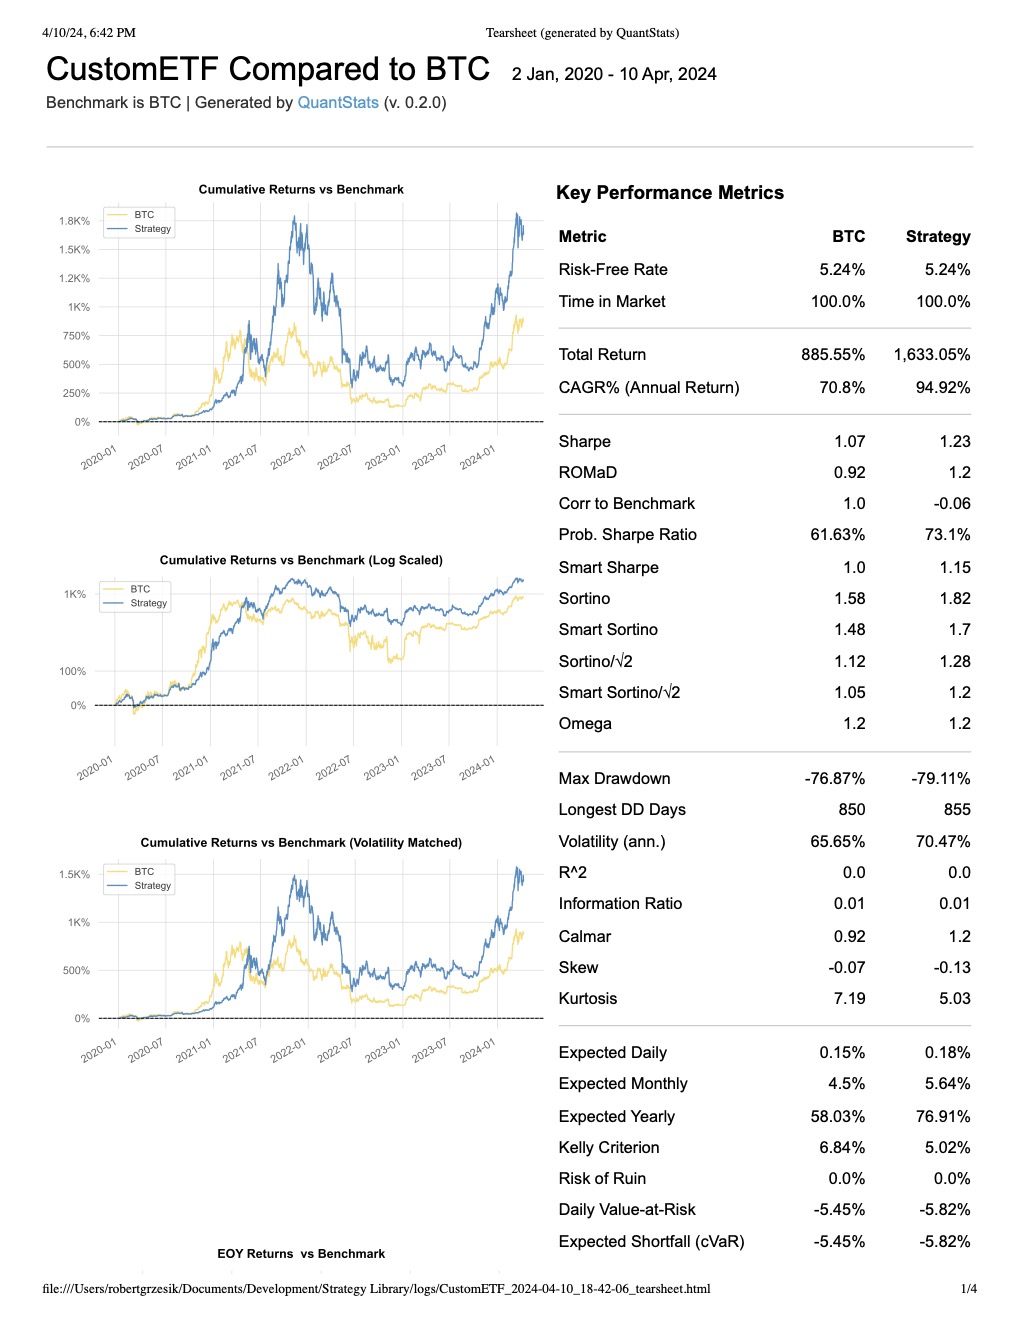 4/10/24, 6:42 PM
Tearsheet (generated by QuantStats)
CustomETF Compared to BTC 2 Jan, 2020 - 10 Apr, 2024
Benchmark is BTC | Generated by QuantStats (v. 0.2.0)
Cumulative Returns vs Benchmark
BTC
Strategy
1.8K%
1.5K%
1.2K%
1K%
750%
500%
250%
0%
2020-01 2020-07 2021-01 2021-07 2022-01 2022-07 2023-01 2023-07 2024-01
Cumulative Returns vs Benchmark (Log Scaled)
BTC
Strategy
1K%
100%
0%
2020-01 2020-07 2021-01 2021-07 2022-01 2022-07 2023-01 2023-07 2024-01
Cumulative Returns vs Benchmark (Volatility Matched)
BTC
Strategy
1.5K%
1K%
500%
0%
2020-01 2020-07 2021-01 2021-07 2022-01 2022-07 2023-01 2023-07 2024-01
EOY Returns vs Benchmark
Key Performance Metrics
Metric BTC Strategy
Risk-Free Rate 5.24% 5.24%
Time in Market 100.0% 100.0%
Total Return 885.55% 1,633.05%
CAGR% (Annual Return) 70.8% 94.92%
Sharpe 1.07 1.23
ROMaD 0.92 1.2
Corr to Benchmark 1.0 -0.06
Prob. Sharpe Ratio 61.63% 73.1%
Smart Sharpe 1.0 1.15
Sortino 1.58 1.82
Smart Sortino 1.48 1.7
Sortino/√2 1.12 1.28
Smart Sortino/√2 1.05 1.2
Omega 1.2 1.2
Max Drawdown -76.87% -79.11%
Longest DD Days 850 855
Volatility (ann.) 65.65% 70.47%
R^2 0.0 0.0
Information Ratio 0.01 0.01
Calmar 0.92 1.2
Skew -0.07 -0.13
Kurtosis 7.19 5.03
Expected Daily 0.15% 0.18%
Expected Monthly 4.5% 5.64%
Expected Yearly 58.03% 76.91%
Kelly Criterion 6.84% 5.02%
Risk of Ruin 0.0% 0.0%
Daily Value-at-Risk -5.45% -5.82%
Expected Shortfall (cVaR) -5.45% -5.82%
file:///Users/robertgrzesik/Documents/Development/Strategy Library/logs/CustomETF_2024-04-10_18-42-06_tearsheet.html
1/4